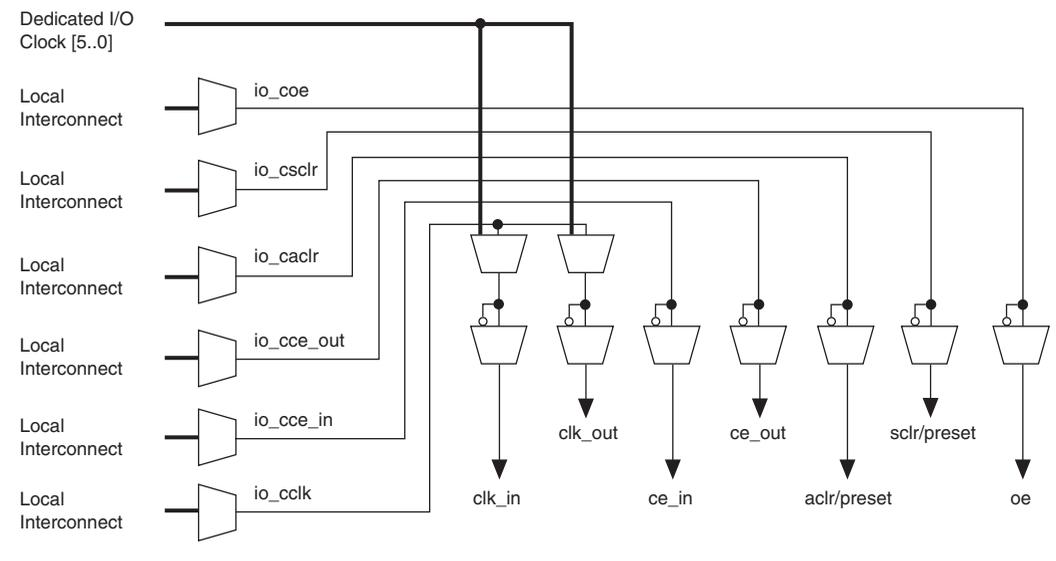 Dedicated I/O
Clock [5..0]
Local
Interconnect
io_coe
Local
Interconnect
io_csclr
Local
Interconnect
io_caclr
Local
Interconnect
io_cce_out
Local
Interconnect
io_cce_in
Local
Interconnect
io_cclk
clk_out
ce_out
sclr/preset
clk_in
ce_in
aclr/preset
oe